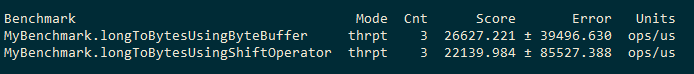 Benchmark Mode Cnt Score Error Units
MyBenchmark.longToBytesUsingByteBuffer thrpt 3 26627.221 ± 39496.630 ops/us
MyBenchmark.longToBytesUsingShiftOperator thrpt 3 22139.984 ± 85527.388 ops/us